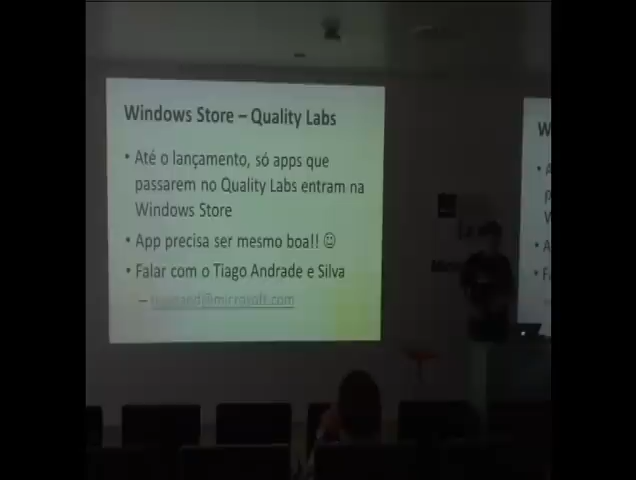 Windows Store – Quality Labs
• Até o lançamento, só apps que
passarem no Quality Labs entram na
Windows Store
• App precisa ser mesmo boa!! ☺
• Falar com o Tiago Andrade e Silva
–
W
• A
p
W
• A
• F